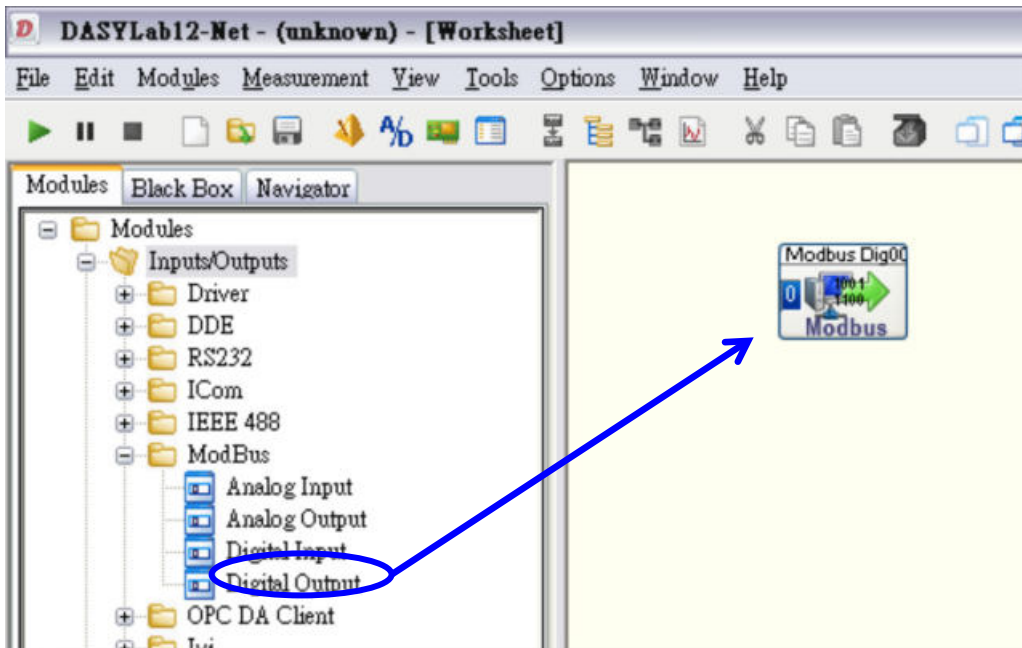 DASYLab12-Net - (unknown) - [Worksheet]
File Edit Modules Measurement View Tools Options Window Help
A/D
Modules Black Box Navigator
Modules
Inputs/Outputs
Driver
DDE
RS232
ICom
IEEE 488
ModBus
Analog Input
Analog Output
Digital Input
Digital Output
OPC DA Client
Modbus Dig00
0
1001
1100
Modbus